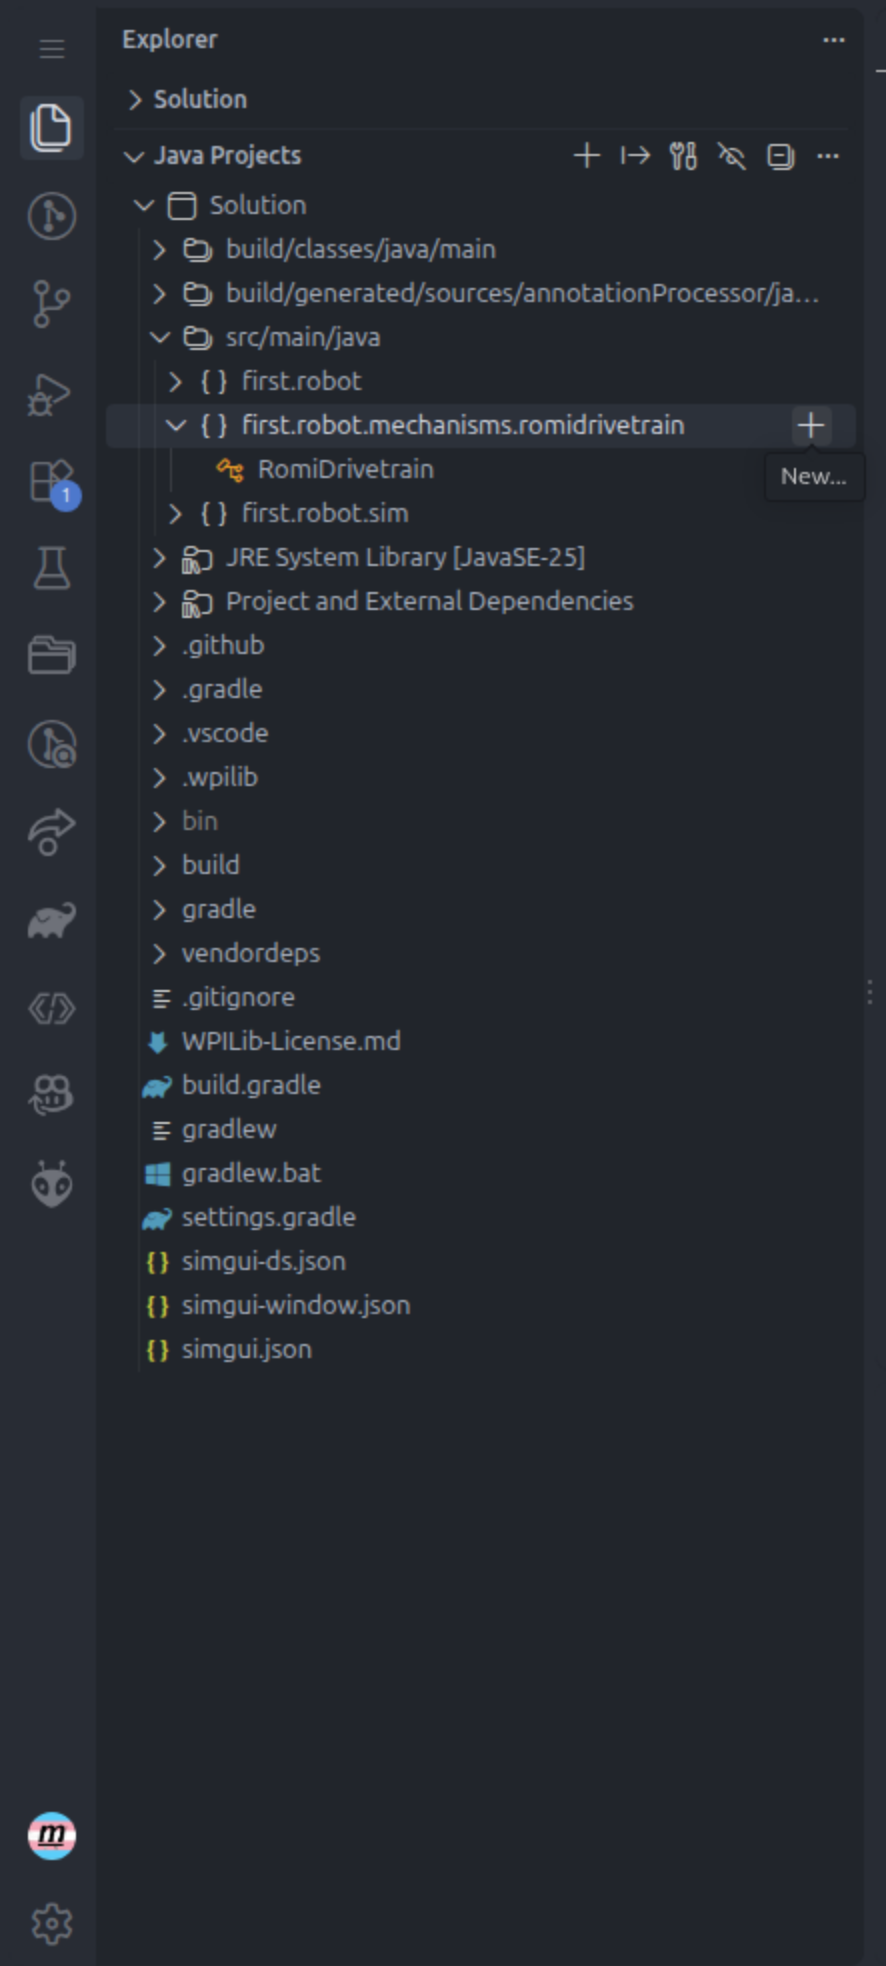 Explorer
Solution
Java Projects
Solution
build/classes/java/main
build/generated/sources/annotationProcessor/ja...
src/main/java
{ } first.robot
{ } first.robot.mechanisms.romidrivetrain
RomiDrivetrain
New...
{ } first.robot.sim
JRE System Library [JavaSE-25]
1
Project and External Dependencies
.github
.gradle
.vscode
.wpilib
bin
build
gradle
vendordeps
.gitignore
WPILib-License.md
build.gradle
gradlew
gradlew.bat
settings.gradle
{} simgui-ds.json
{} simgui-window.json
{} simgui.json
m